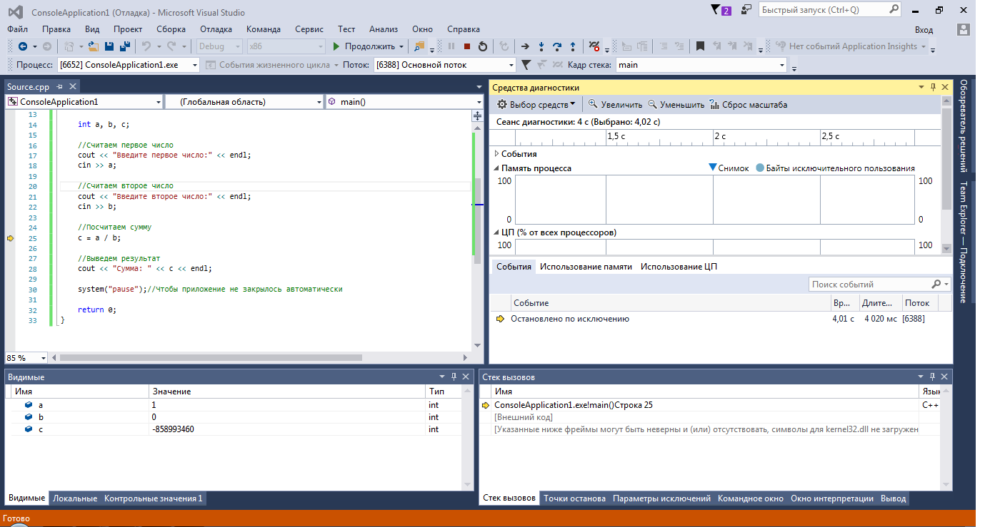 ConsoleApplication1 (Отладка) - Microsoft Visual Studio
2
Быстрый запуск (Ctrl+Q)
Файл Правка Вид Проект Сборка Отладка Команда Сервис Тест Анализ Окно Справка
Вход
Debug x86 Продолжить Нет событий Application Insights
Процесс: [6652] ConsoleApplication1.exe События жизненного цикла Поток: [6388] Основной поток Кадр стека: main
Source.cpp
ConsoleApplication1 (Глобальная область) main()
13
14 int a, b, c;
15
16 //Считаем первое число
17 cout << "Введите первое число:" << endl;
18 cin >> a;
19
20 //Считаем второе число
21 cout << "Введите второе число:" << endl;
22 cin >> b;
23
24 //Посчитаем сумму
25 c = a / b;
26
27 //Выведем результат
28 cout << "Сумма: " << c << endl;
29
30 system("pause");//Чтобы приложение не закрылось автоматически
31
32 return 0;
33 }
85 %
Средства диагностики
Выбор средств Увеличить Уменьшить Сброс масштаба
Сеанс диагностики: 4 с (Выбрано: 4,02 с)
1,5 с 2 с 2,5 с
События
Память процесса Снимок Байты исключительного пользования
100 100
0 0
ЦП (% от всех процессоров)
100 100
События Использование памяти Использование ЦП
Поиск событий
Событие Вр... Длите... Поток
Остановлено по исключению 4,01 с 4 020 мс [6388]
Обозреватель решений
Team Explorer — Подключение
Видимые
Имя Значение Тип
a 1 int
b 0 int
c -858993460 int
Видимые Локальные Контрольные значения 1
Стек вызовов
Имя Язык
ConsoleApplication1.exe!main()Строка 25 C++
[Внешний код]
[Указанные ниже фреймы могут быть неверны и (или) отсутствовать, символы для kernel32.dll не загружен
Стек вызовов Точки останова Параметры исключений Командное окно Окно интерпретации Вывод
Готово